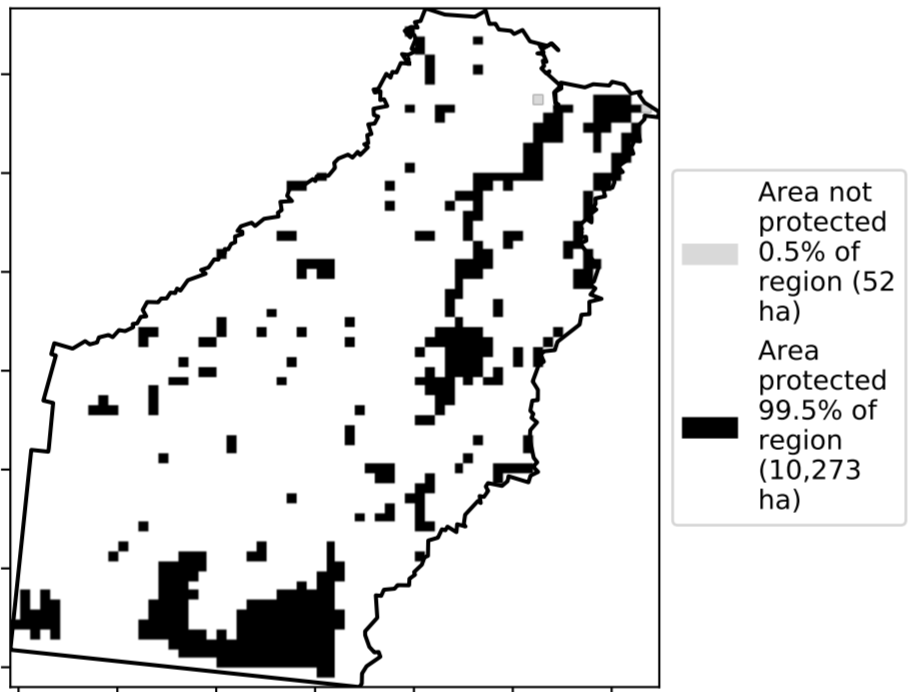 Area not
protected
0.5% of
region (52
ha)
Area
protected
99.5% of
region
(10,273
ha)